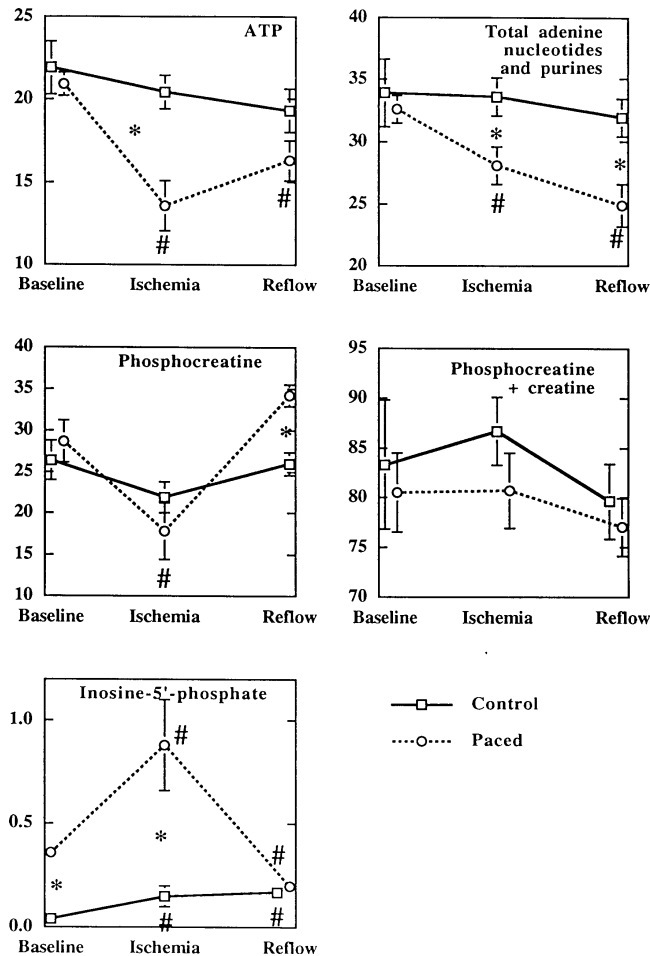 ATP
25
20
15
10
Baseline Ischemia Reflow
*
#
#
Total adenine
nucleotides
and purines
40
35
30
25
20
Baseline Ischemia Reflow
*
*
#
#
Phosphocreatine
40
35
30
25
20
15
10
Baseline Ischemia Reflow
*
#
Phosphocreatine
+ creatine
95
90
85
80
75
70
Baseline Ischemia Reflow
Inosine-5'-phosphate
1.0
0.5
0.0
Baseline Ischemia Reflow
#
*
#
*
#
#
Control
Paced